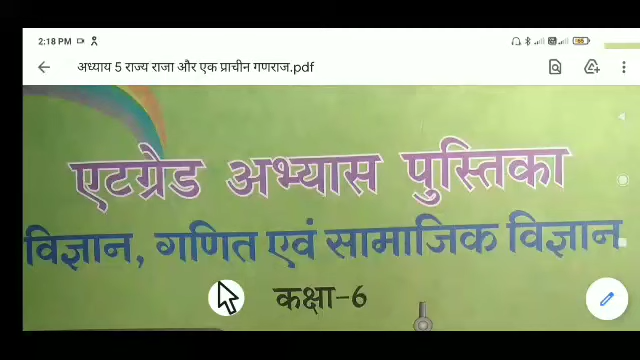 2:18 PM
अध्याय 5 राज्य राजा और एक प्राचीन गणराज.pdf
एटग्रेड अभ्यास पुस्तिका
विज्ञान, गणित एवं सामाजिक विज्ञान
कक्षा-6